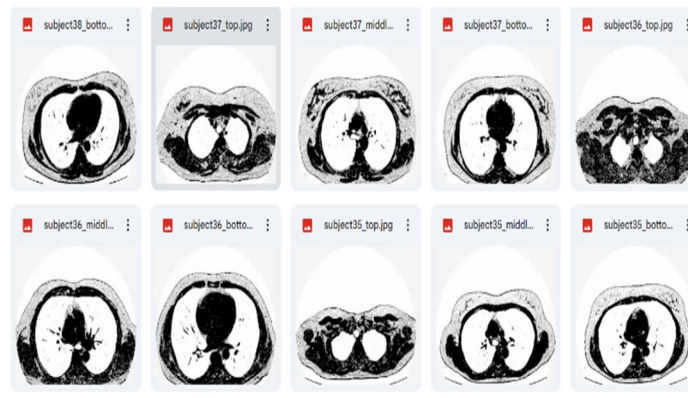 subject38_botto...
subject37_top.jpg
subject37_middl...
subject37_botto...
subject36_top.jpg
subject36_middl...
subject36_botto...
subject35_top.jpg
subject35_middl...
subject35_botto...